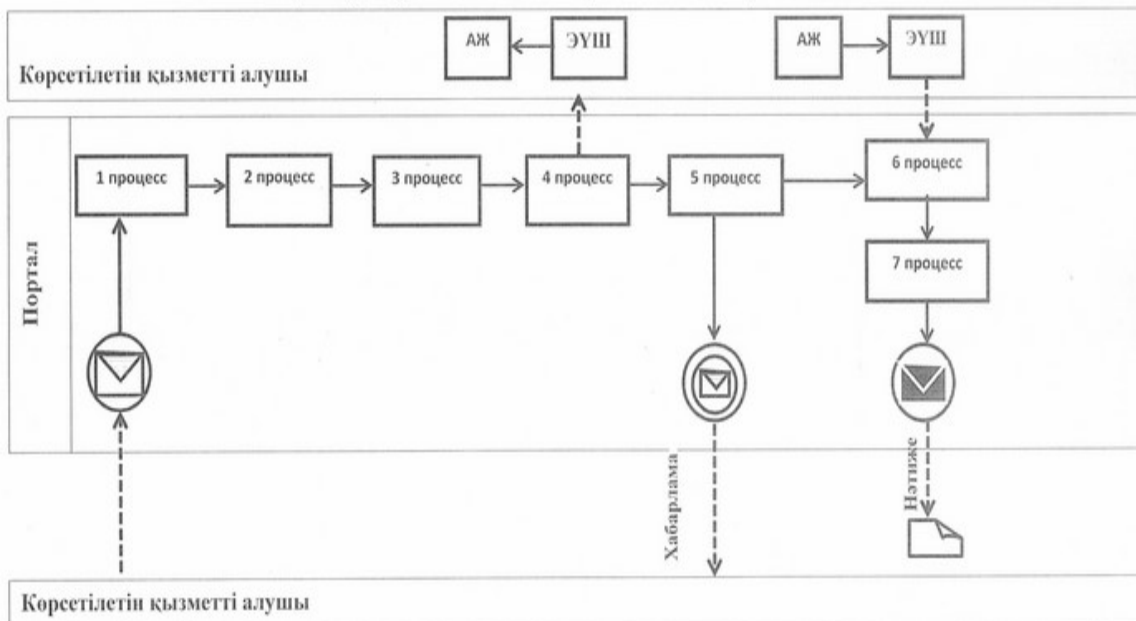 АЖ
ЭҮШ
АЖ
ЭҮШ
Көрсетілетін қызметті алушы
Портал
1 процесс
2 процесс
3 процесс
4 процесс
5 процесс
6 процесс
7 процесс
Хабарлама
Нәтиже
Көрсетілетін қызметті алушы